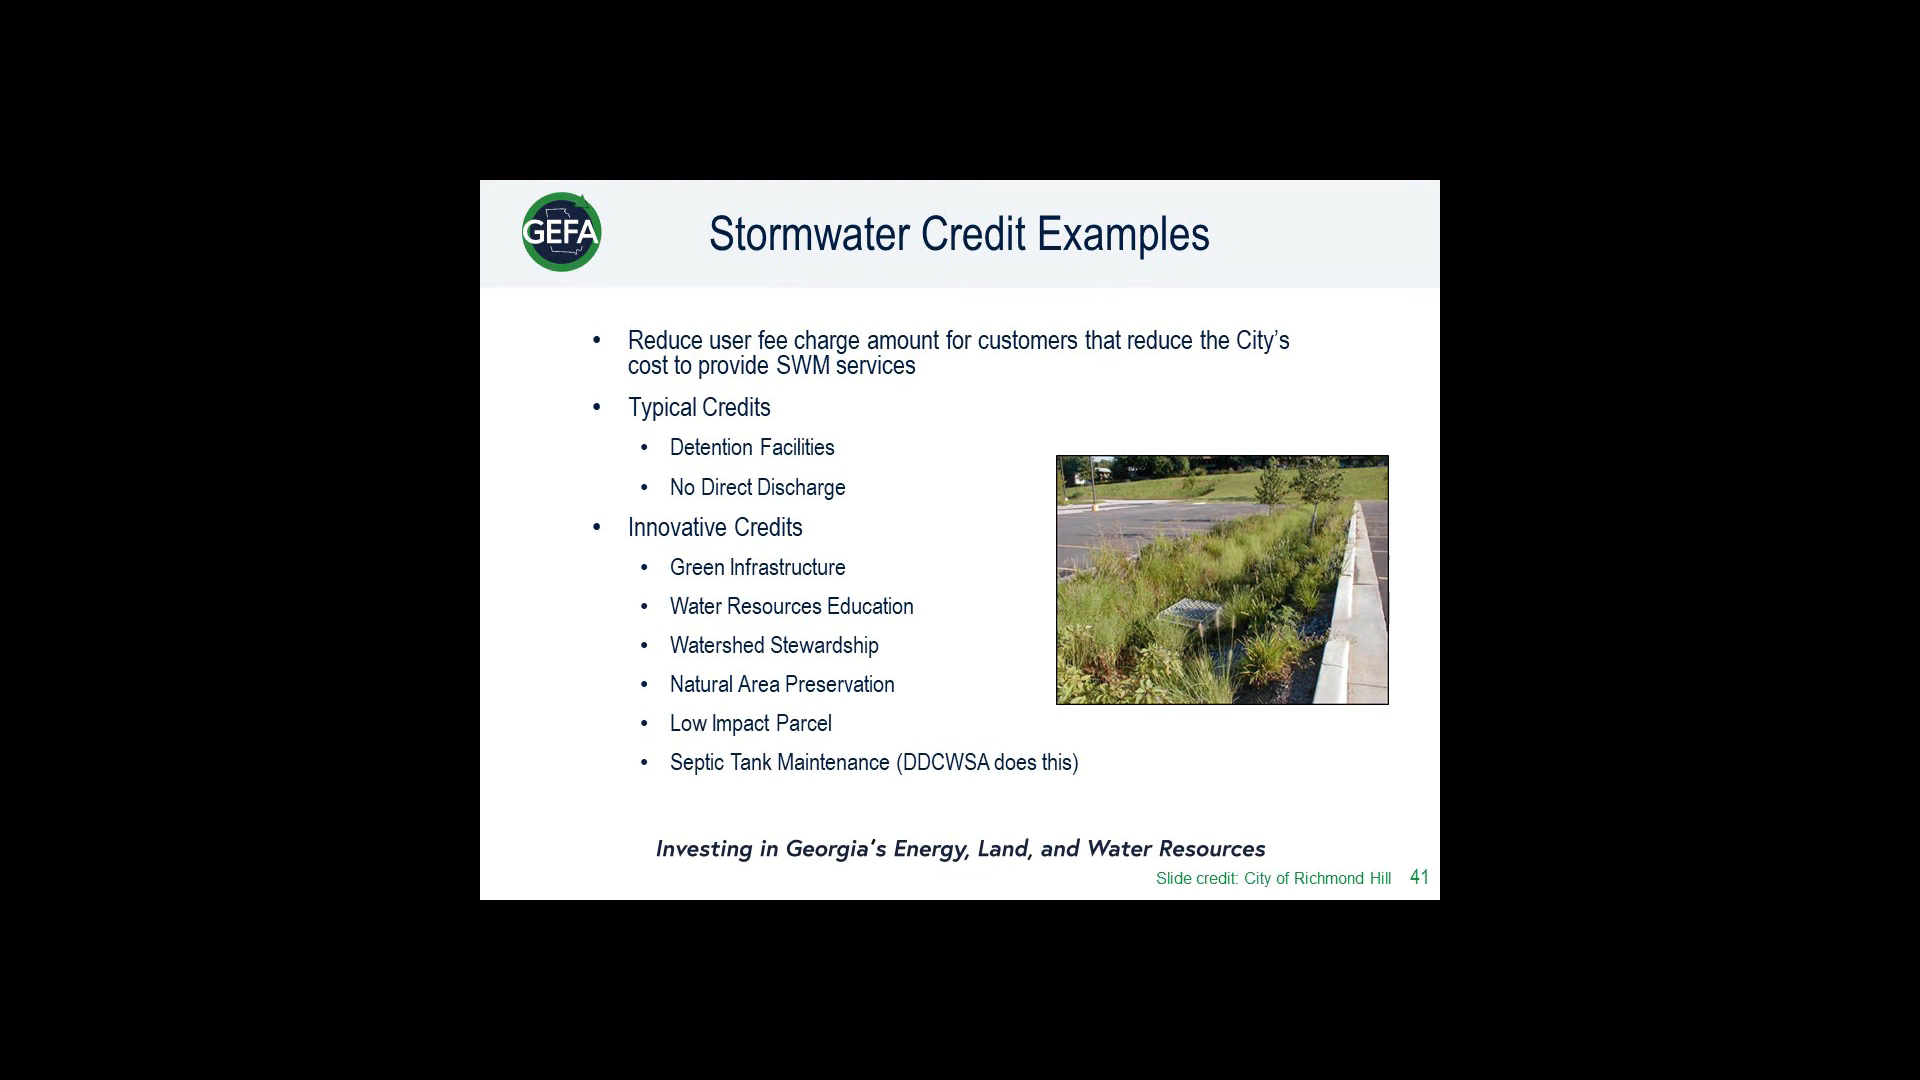 GEFA
Stormwater Credit Examples
• Reduce user fee charge amount for customers that reduce the City’s
cost to provide SWM services
• Typical Credits
• Detention Facilities
• No Direct Discharge
• Innovative Credits
• Green Infrastructure
• Water Resources Education
• Watershed Stewardship
• Natural Area Preservation
• Low Impact Parcel
• Septic Tank Maintenance (DDCWSA does this)
Investing in Georgia’s Energy, Land, and Water Resources
Slide credit: City of Richmond Hill 41